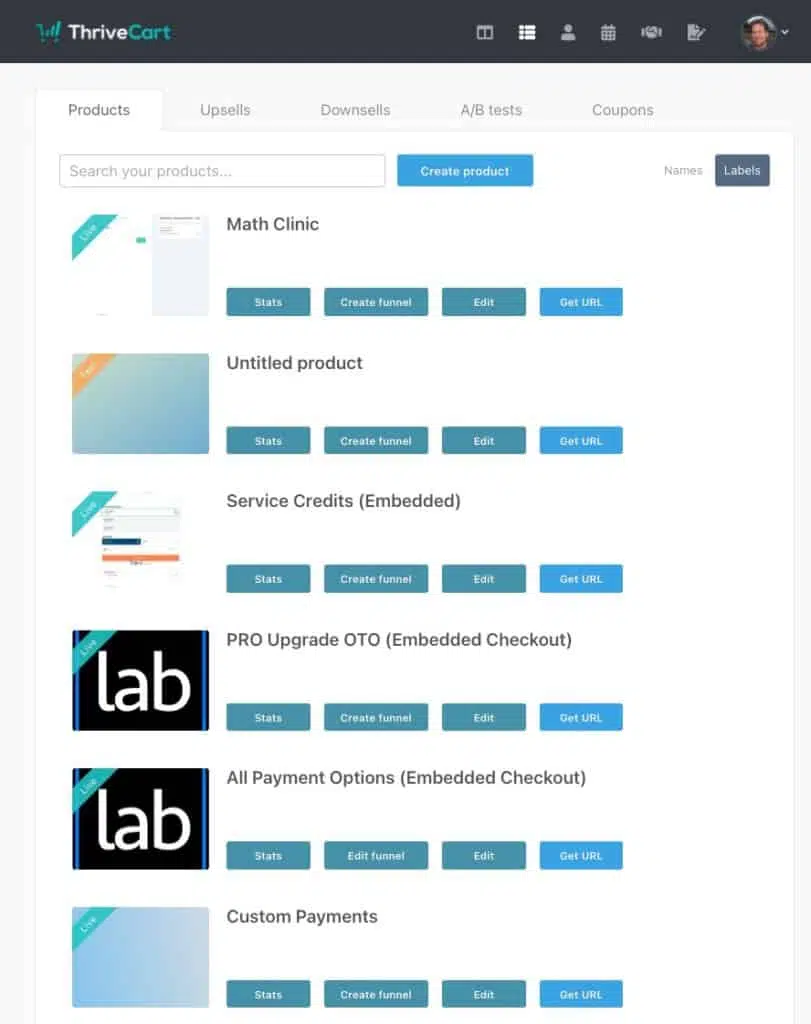 ThriveCart
Products Upsells Downsells A/B tests Coupons
Search your products... Create product Names Labels
Live
Math Clinic
Stats Create funnel Edit Get URL
Test
Untitled product
Stats Create funnel Edit Get URL
Live
Service Credits (Embedded)
Stats Create funnel Edit Get URL
Live
lab
PRO Upgrade OTO (Embedded Checkout)
Stats Create funnel Edit Get URL
Live
lab
All Payment Options (Embedded Checkout)
Stats Edit funnel Edit Get URL
Live
Custom Payments
Stats Create funnel Edit Get URL